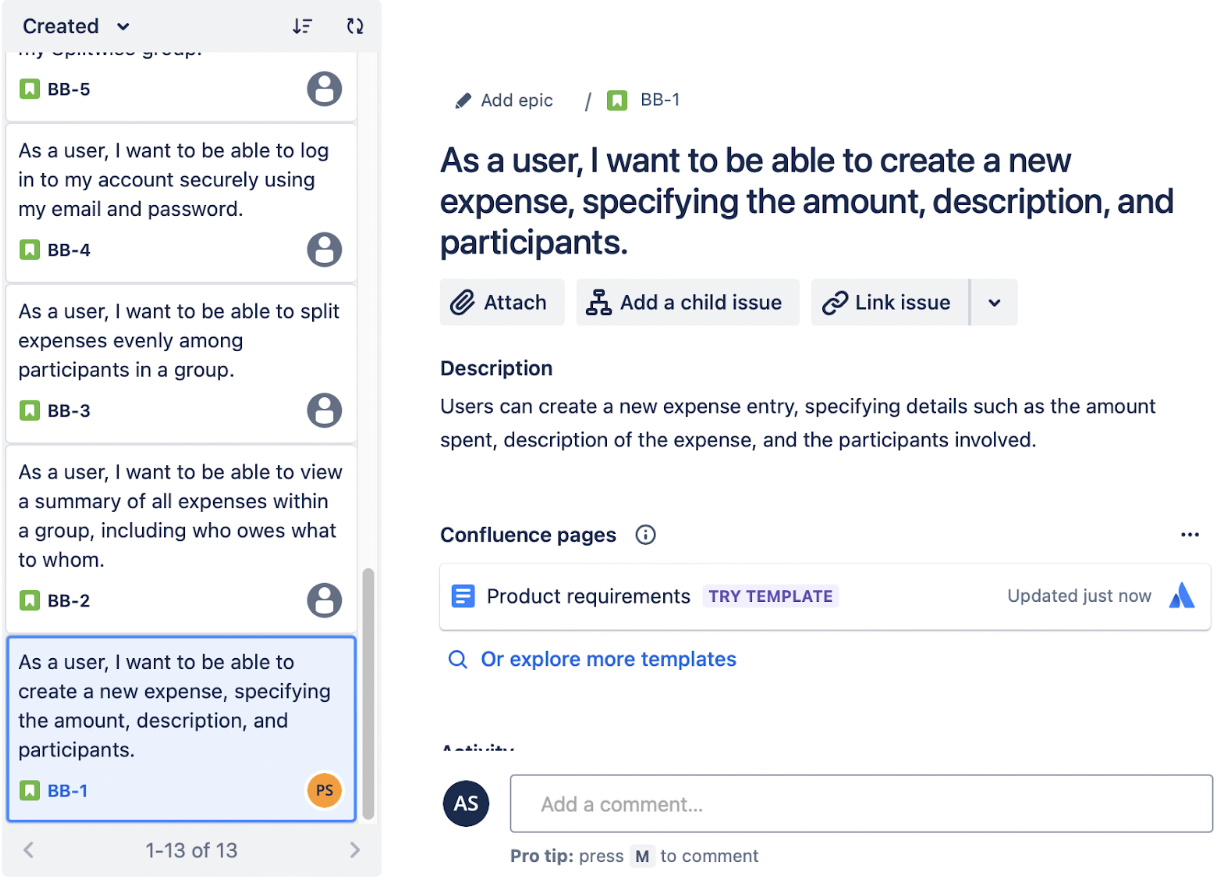 Created
my Splitwise group.
BB-5
As a user, I want to be able to log
in to my account securely using
my email and password.
BB-4
As a user, I want to be able to split
expenses evenly among
participants in a group.
BB-3
As a user, I want to be able to view
a summary of all expenses within
a group, including who owes what
to whom.
BB-2
As a user, I want to be able to
create a new expense, specifying
the amount, description, and
participants.
BB-1
PS
1-13 of 13
Add epic / BB-1
As a user, I want to be able to create a new
expense, specifying the amount, description, and
participants.
Attach
Add a child issue
Link issue
Description
Users can create a new expense entry, specifying details such as the amount
spent, description of the expense, and the participants involved.
Confluence pages
Product requirements TRY TEMPLATE Updated just now
Or explore more templates
Activity
AS
Add a comment...
Pro tip: press M to comment